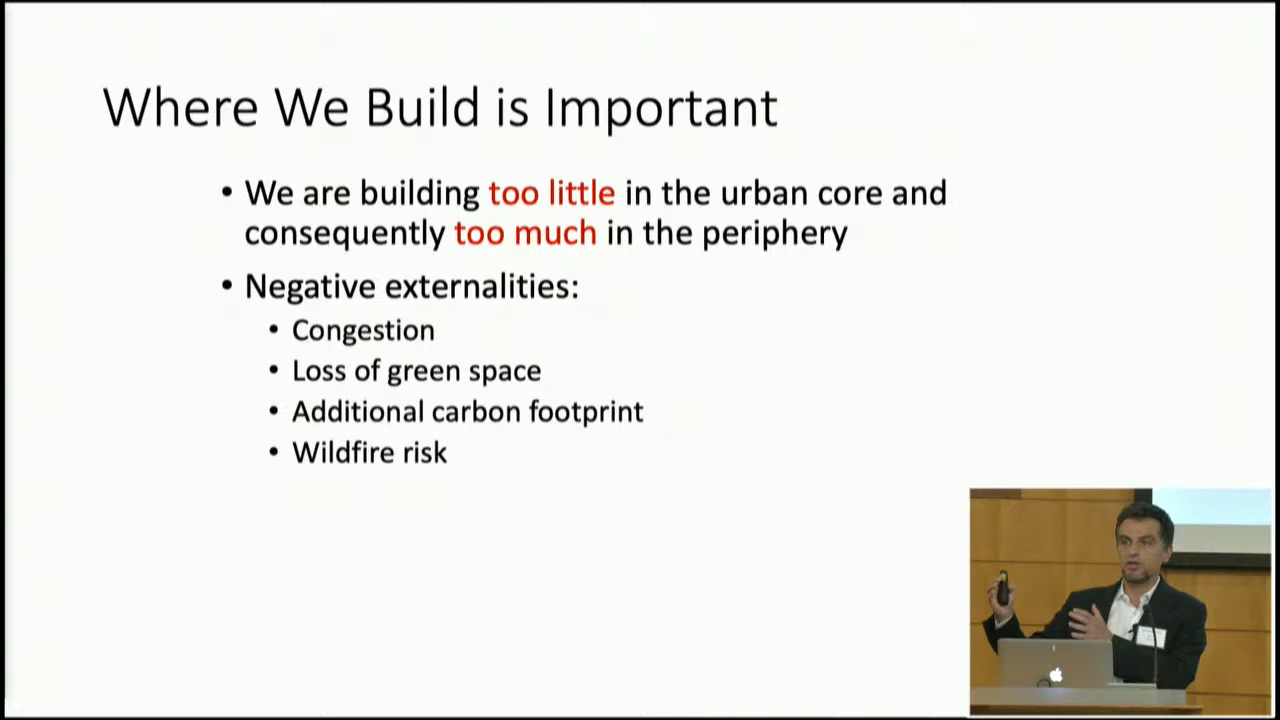 Where We Build is Important
• We are building too little in the urban core and
consequently too much in the periphery
• Negative externalities:
• Congestion
• Loss of green space
• Additional carbon footprint
• Wildfire risk